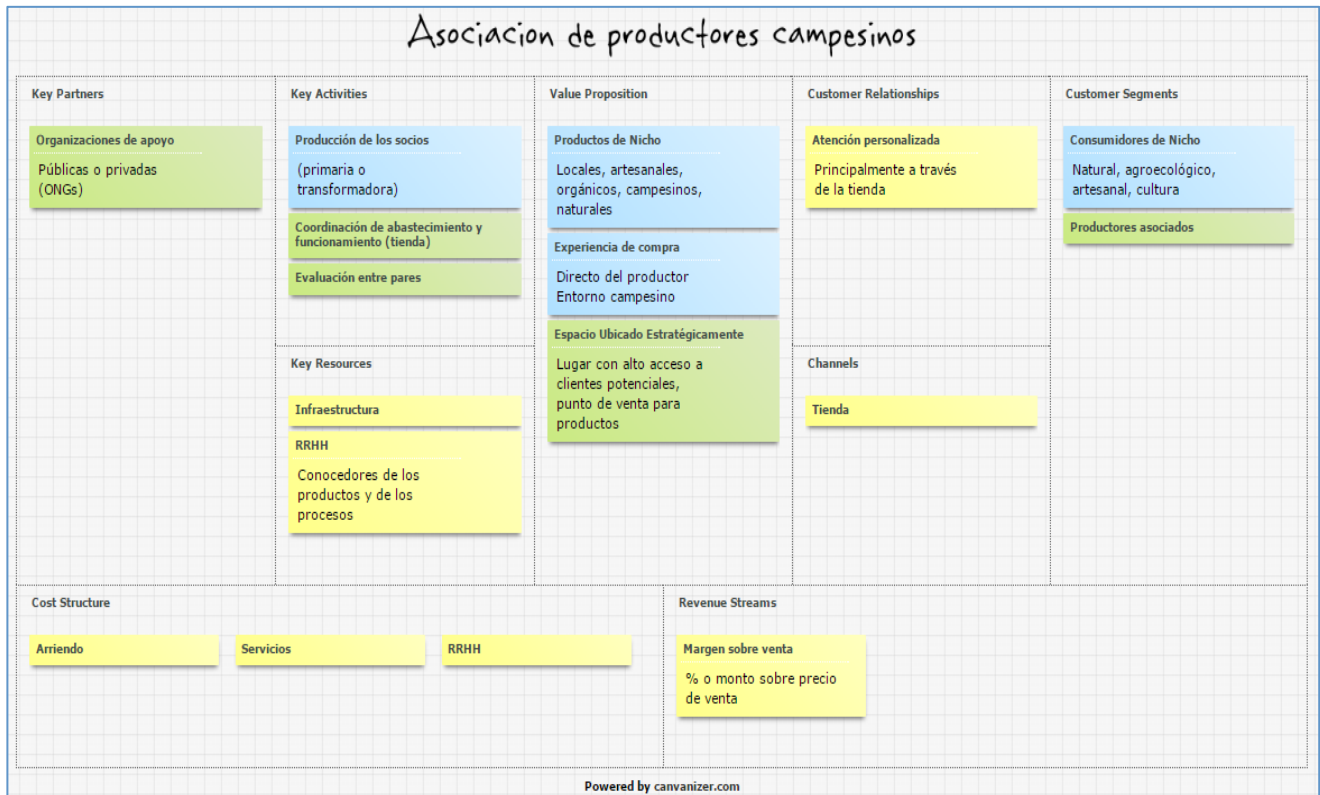 Asociacion de productores campesinos
Key Partners
Organizaciones de apoyo
Públicas o privadas
(ONGs)
Key Activities
Producción de los socios
(primaria o
transformadora)
Coordinación de abastecimiento y
funcionamiento (tienda)
Evaluación entre pares
Key Resources
Infraestructura
RRHH
Conocedores de los
productos y de los
procesos
Value Proposition
Productos de Nicho
Locales, artesanales,
orgánicos, campesinos,
naturales
Experiencia de compra
Directo del productor
Entorno campesino
Espacio Ubicado Estratégicamente
Lugar con alto acceso a
clientes potenciales,
punto de venta para
productos
Customer Relationships
Atención personalizada
Principalmente a través
de la tienda
Channels
Tienda
Customer Segments
Consumidores de Nicho
Natural, agroecológico,
artesanal, cultura
Productores asociados
Cost Structure
Arriendo
Servicios
RRHH
Revenue Streams
Margen sobre venta
% o monto sobre precio
de venta
Powered by canvanizer.com